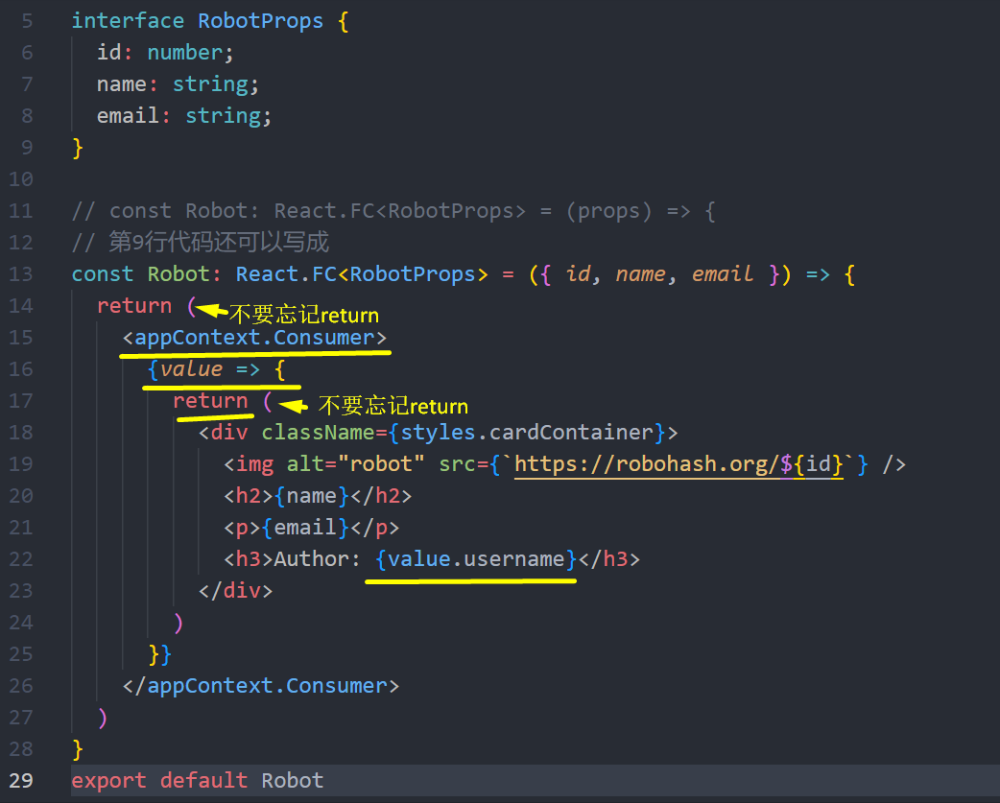 5 interface RobotProps {
6   id: number;
7   name: string;
8   email: string;
9 }
10
11 // const Robot: React.FC<RobotProps> = (props) => {
12 // 第9行代码还可以写成
13 const Robot: React.FC<RobotProps> = ({ id, name, email }) => {
14   return ( 不要忘记return
15     <appContext.Consumer>
16       {value => {
17         return ( 不要忘记return
18           <div className={styles.cardContainer}>
19             <img alt="robot" src={`https://robohash.org/${id}`} />
20             <h2>{name}</h2>
21             <p>{email}</p>
22             <h3>Author: {value.username}</h3>
23           </div>
24         )
25       }}
26     </appContext.Consumer>
27   )
28 }
29 export default Robot